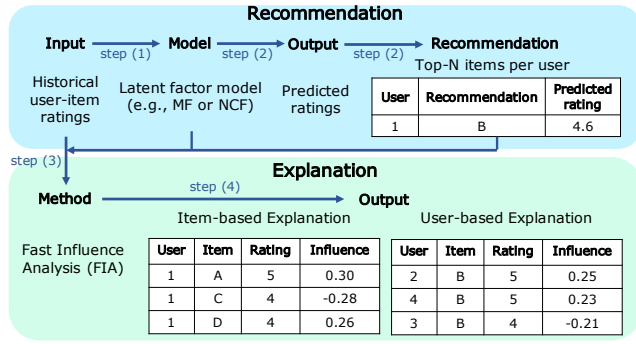 Recommendation
Input step (1) Model step (2) Output step (2) Recommendation
Historical
user-item
ratings
Latent factor model
(e.g., MF or NCF)
Predicted
ratings
Top-N items per user
User Recommendation Predicted rating
1 B 4.6
step (3)
Explanation
Method step (4) Output
Fast Influence
Analysis (FIA)
Item-based Explanation
User Item Rating Influence
1 A 5 0.30
1 C 4 -0.28
1 D 4 0.26
User-based Explanation
User Item Rating Influence
2 B 5 0.25
4 B 5 0.23
3 B 4 -0.21